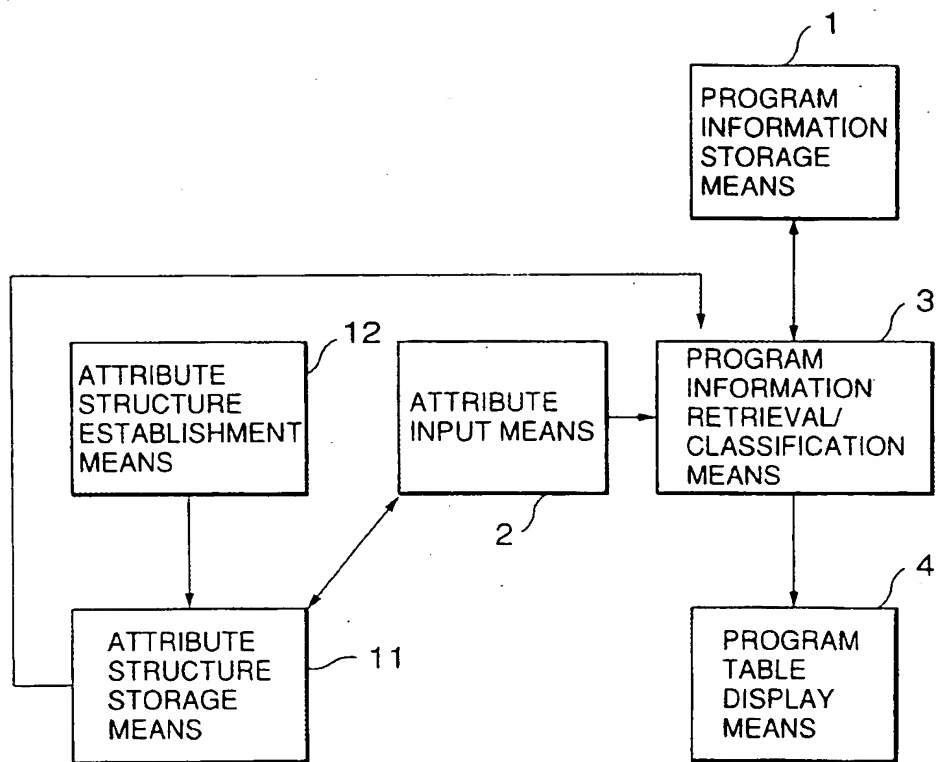 1
PROGRAM
INFORMATION
STORAGE
MEANS
3
12
ATTRIBUTE
STRUCTURE
ESTABLISHMENT
MEANS
ATTRIBUTE
INPUT MEANS
2
PROGRAM
INFORMATION
RETRIEVAL/
CLASSIFICATION
MEANS
4
ATTRIBUTE
STRUCTURE
STORAGE
MEANS
11
PROGRAM
TABLE
DISPLAY
MEANS